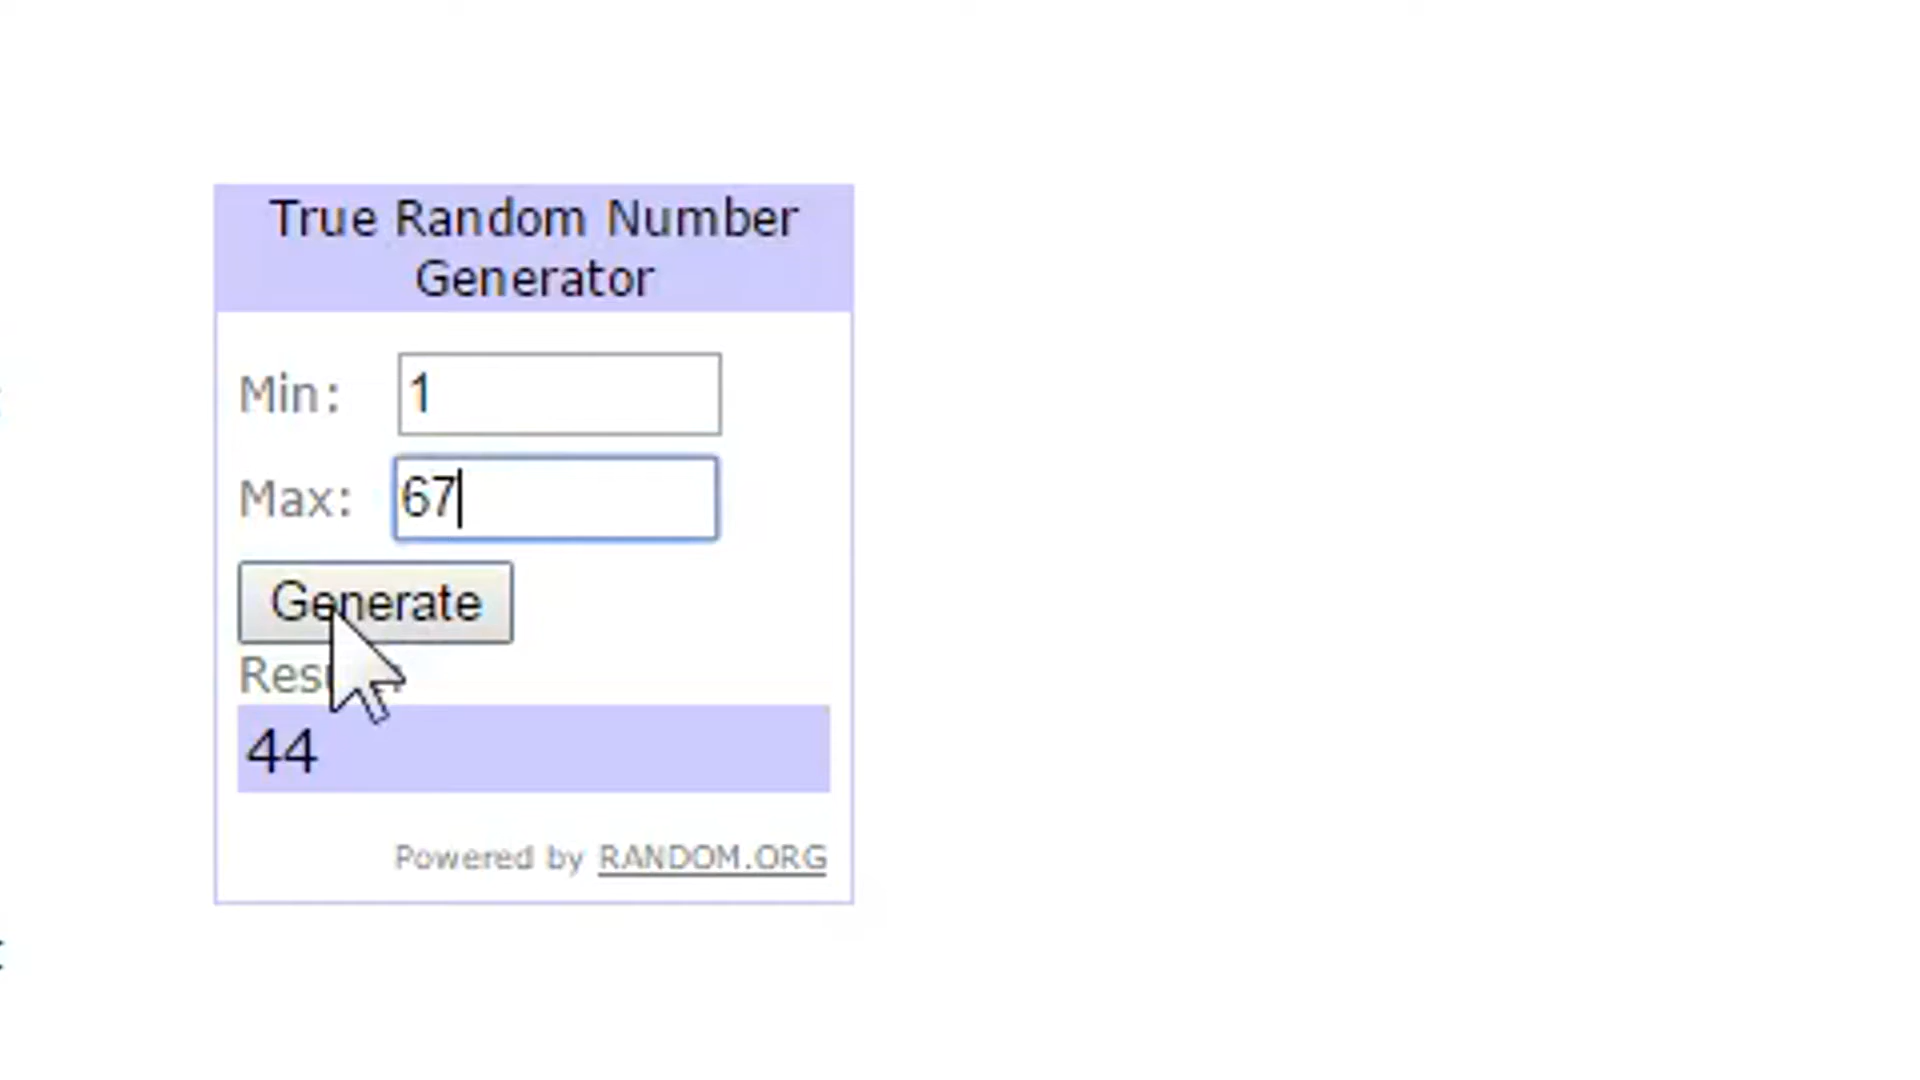 True Random Number
Generator
Min: 1
Max: 67
Generate
44
Powered by RANDOM.ORG